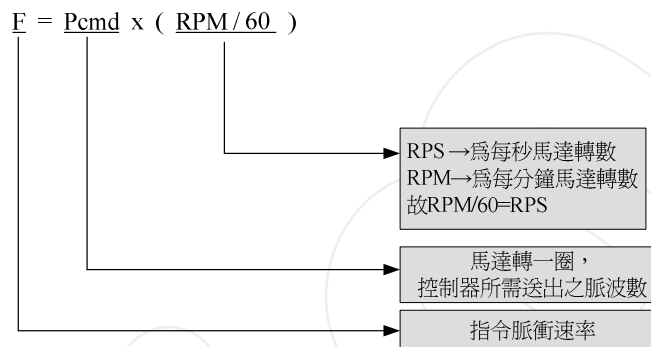 F = Pcmd x ( RPM / 60 )
RPS→為每秒馬達轉數
RPM→為每分鐘馬達轉數
故RPM/60=RPS
馬達轉一圈，
控制器所需送出之脈波數
指令脈衝速率